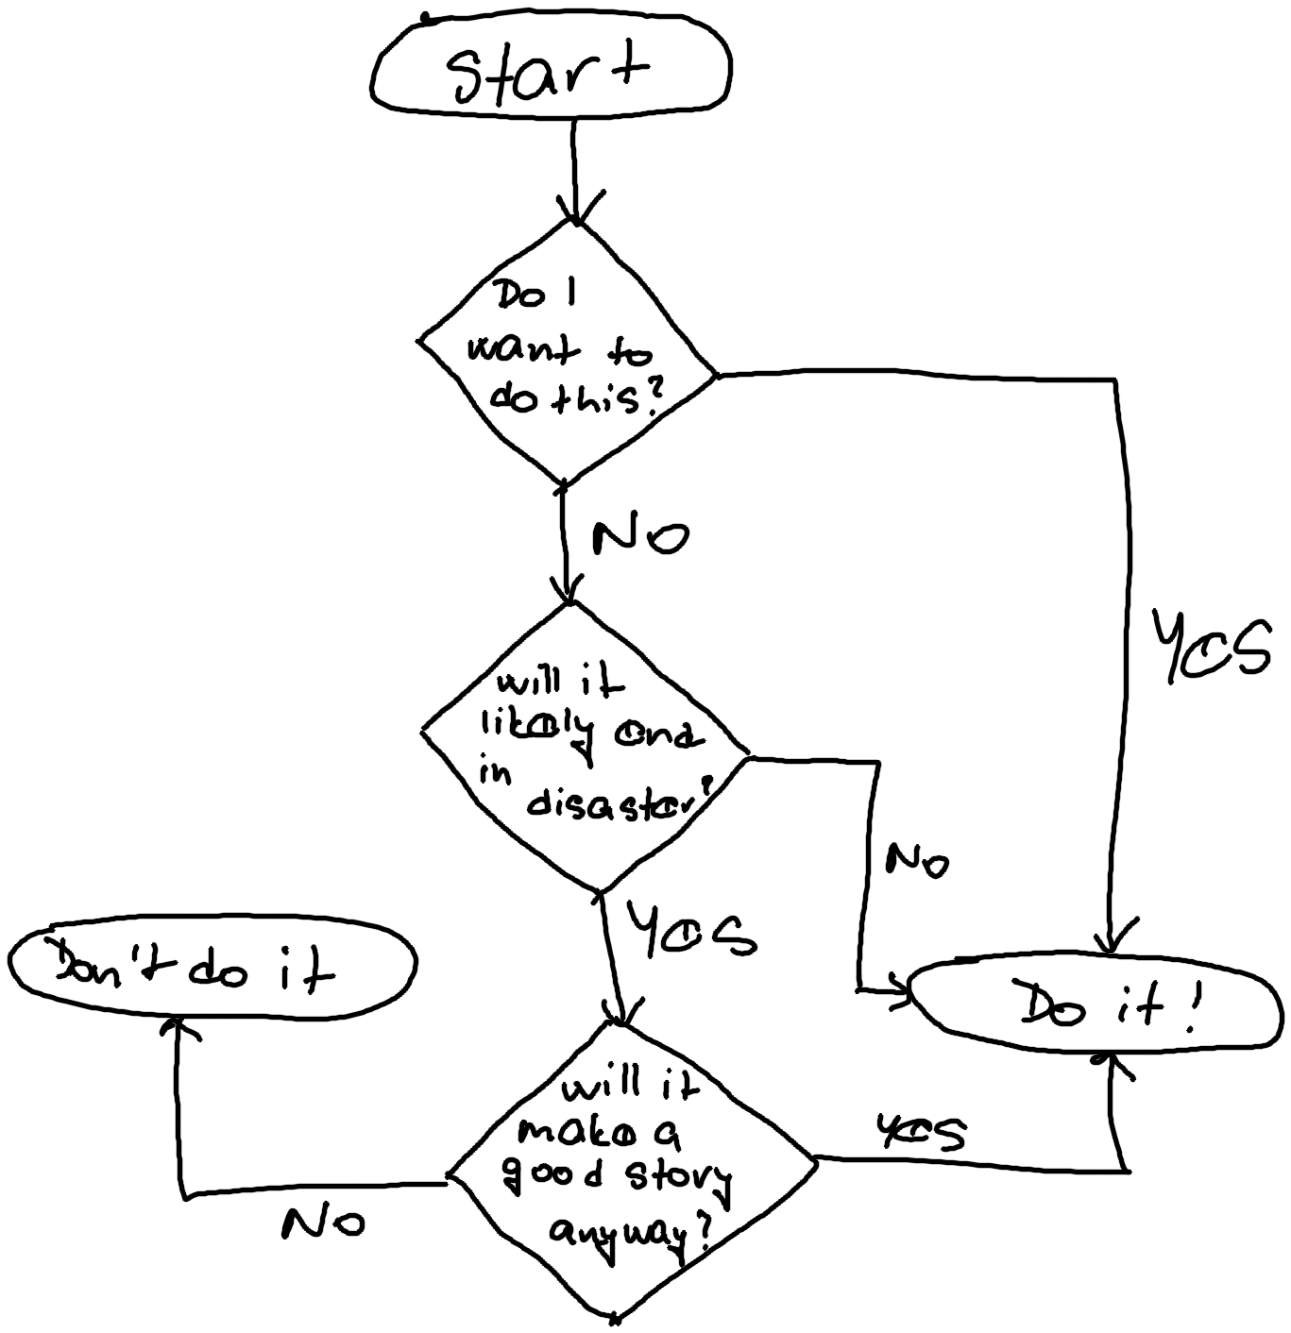 Start
Do I
want to
do this?
NO
YES
will it
likely end
in
disaster?
No
YES
Don't do it
Do it!
will it
make a
good story
anyway?
YES
NO